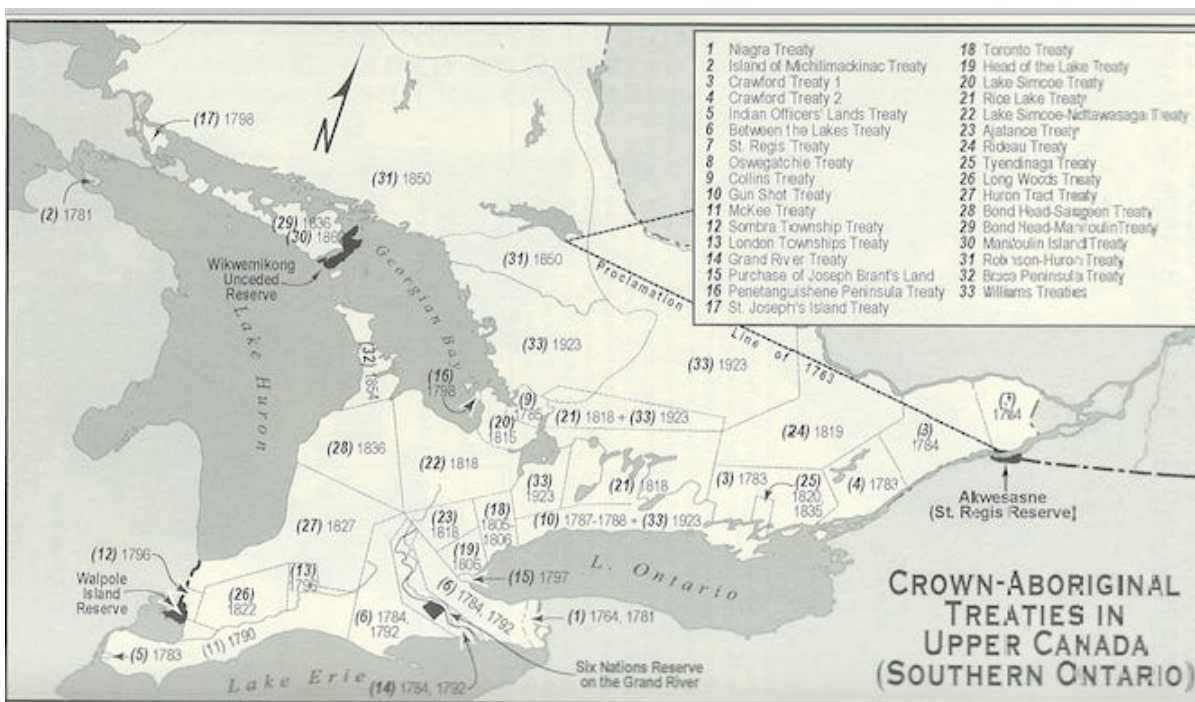 1 Niagra Treaty
2 Island of Michilimackinac Treaty
3 Crawford Treaty 1
4 Crawford Treaty 2
5 Indian Officers' Lands Treaty
6 Between the Lakes Treaty
7 St. Regis Treaty
8 Oswegatchie Treaty
9 Collins Treaty
10 Gun Shot Treaty
11 McKee Treaty
12 Sombra Township Treaty
13 London Townships Treaty
14 Grand River Treaty
15 Purchase of Joseph Brant's Land
16 Penetanguishene Peninsula Treaty
17 St. Joseph's Island Treaty
18 Toronto Treaty
19 Head of the Lake Treaty
20 Lake Simcoe Treaty
21 Rice Lake Treaty
22 Lake Simcoe-Nottawasaga Treaty
23 Ajatance Treaty
24 Rideau Treaty
25 Tyendinaga Treaty
26 Long Woods Treaty
27 Huron Tract Treaty
28 Bond Head-Saugeen Treaty
29 Bond Head-Manitoulin Treaty
30 Manitoulin Island Treaty
31 Robinson-Huron Treaty
32 Bruce Peninsula Treaty
33 Williams Treaties
(17) 1798
N
(2) 1781
(31) 1850
(29) 1836
(30)
Wikwemikong
Unceded
Reserve
Georgian Bay
(31) 1850
Proclamation
Line of 1763
Lake Huron
(32) 1854
(33) 1923
(33) 1923
(16)
1798
(9)
1785
(20)
1815
(21) 1818 + (33) 1923
(24) 1819
(3)
1784
1784
(28) 1836
(22) 1818
(33)
1923
(21) 1818
(3) 1783
(25)
1820,
1835
(4) 1783
Akwesasne
(St. Regis Reserve)
(27) 1827
(23)
1818
(18)
1805-
1806
(10) 1787-1788 + (33) 1923
(19)
1806
(12) 1796
Walpole
Island
Reserve
(13)
1796
(26)
1822
(15) 1797
L. Ontario
(6) 1784, 1792
(6) 1784,
1792
(1) 1764, 1781
(11) 1790
(5) 1783
Lake Erie
(14) 1784, 1792
Six Nations Reserve
on the Grand River
CROWN-ABORIGINAL
TREATIES IN
UPPER CANADA
(SOUTHERN ONTARIO)